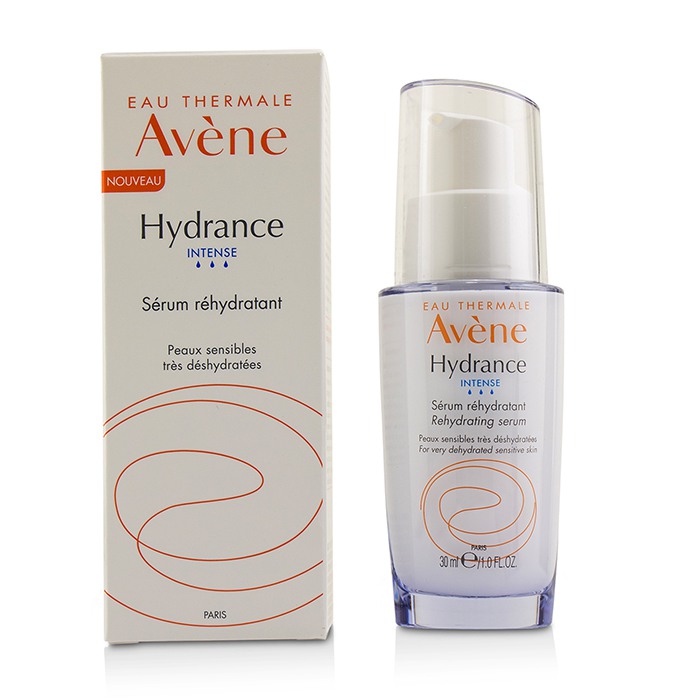 EAU THERMALE
Avène
NOUVEAU
Hydrance
INTENSE
Sérum réhydratant
Peaux sensibles
très déshydratées
PARIS
EAU THERMALE
Avène
Hydrance
INTENSE
Sérum réhydratant
Rehydrating serum
Peaux sensibles très déshydratées
For very dehydrated sensitive skin
PARIS
30 ml ℮/1.0 FL.OZ.